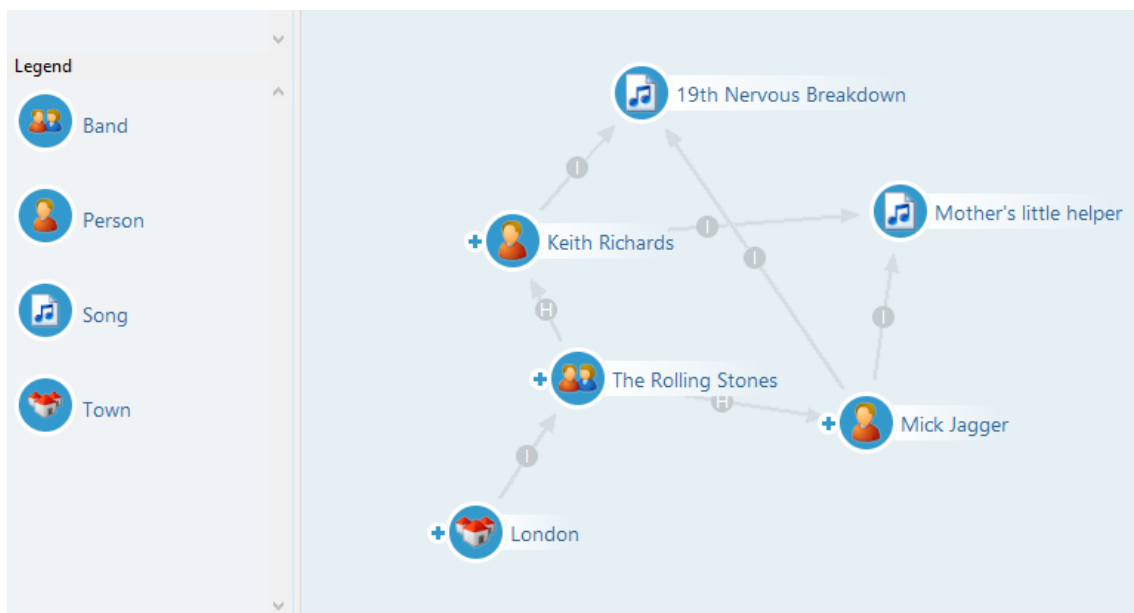 Legend
Band
Person
Song
Town
19th Nervous Breakdown
I
Mother's little helper
Keith Richards
I
I
H
I
The Rolling Stones
H
Mick Jagger
I
London